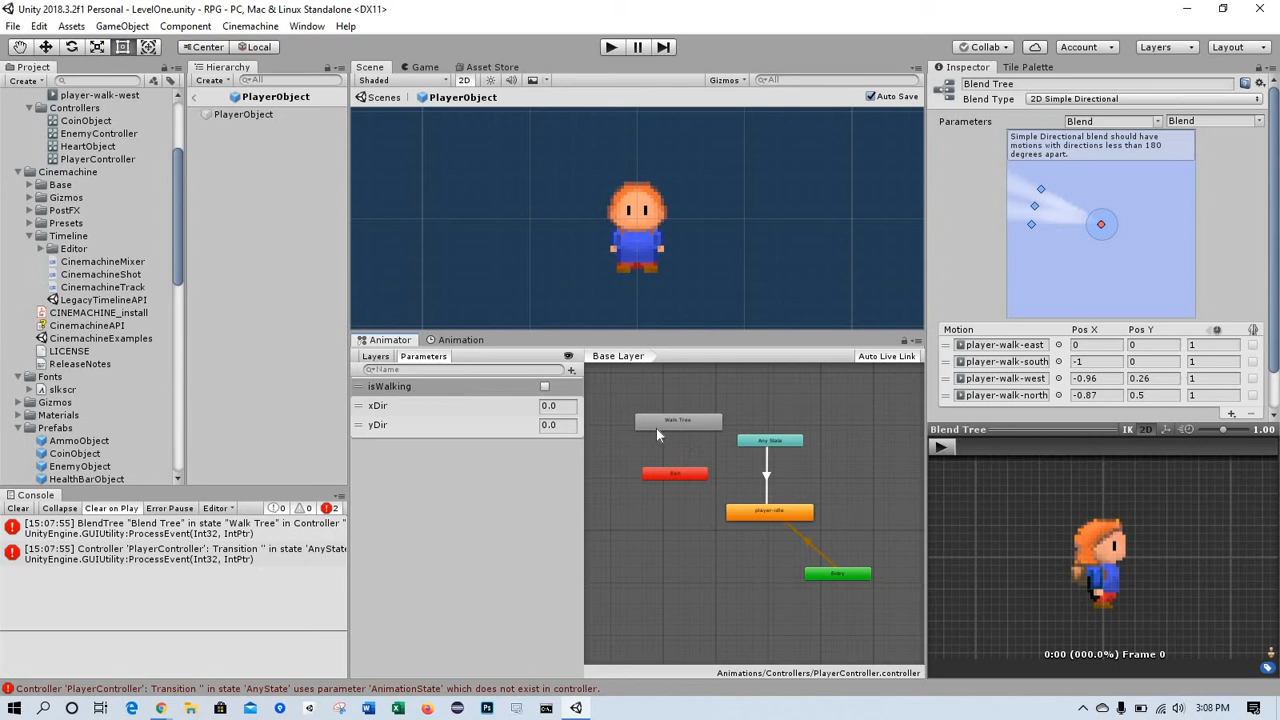 Unity 2018.3.2f1 Personal - LevelOne.unity - RPG - PC, Mac & Linux Standalone <DX11>
File Edit Assets GameObject Component Cinemachine Window Help
Center Local Collab Account Layers Layout
Project
Create
player-walk-west
Controllers
CoinObject
EnemyController
HeartObject
PlayerController
Cinemachine
Base
Gizmos
PostFX
Presets
Timeline
Editor
CinemachineMixer
CinemachineShot
CinemachineTrack
LegacyTimelineAPI
CINEMACHINE_install
CinemachineAPI
CinemachineExamples
LICENSE
ReleaseNotes
Fonts
slkscr
Gizmos
Materials
Prefabs
AmmoObject
CoinObject
EnemyObject
HealthBarObject
Hierarchy
Create All
PlayerObject
PlayerObject
Scene Game Asset Store
Shaded 2D Gizmos All
Scenes PlayerObject Auto Save
Animator Animation
Layers Parameters Base Layer Auto Live Link
Name
isWalking
xDir 0.0
yDir 0.0
Walk Tree
Any State
Exit
player-idle
Entry
Animations/Controllers/PlayerController.controller
Inspector Tile Palette
Blend Tree
Blend Type 2D Simple Directional
Parameters Blend Blend
Simple Directional blend should have
motions with directions less than 180
degrees apart.
Motion Pos X Pos Y
player-walk-east 0 0 1
player-walk-south -1 0 1
player-walk-west -0.96 0.26 1
player-walk-north -0.87 0.5 1
Blend Tree IK 2D 1.00
0:00 (000.0%) Frame 0
Console
Clear Collapse Clear on Play Error Pause Editor 0 0 2
[15:07:55] BlendTree "Blend Tree" in state "Walk Tree" in Controller "
UnityEngine.GUIUtility:ProcessEvent(Int32, IntPtr)
[15:07:55] Controller 'PlayerController': Transition '' in state 'AnyState
UnityEngine.GUIUtility:ProcessEvent(Int32, IntPtr)
Controller 'PlayerController': Transition '' in state 'AnyState' uses parameter 'AnimationState' which does not exist in controller.
3:08 PM